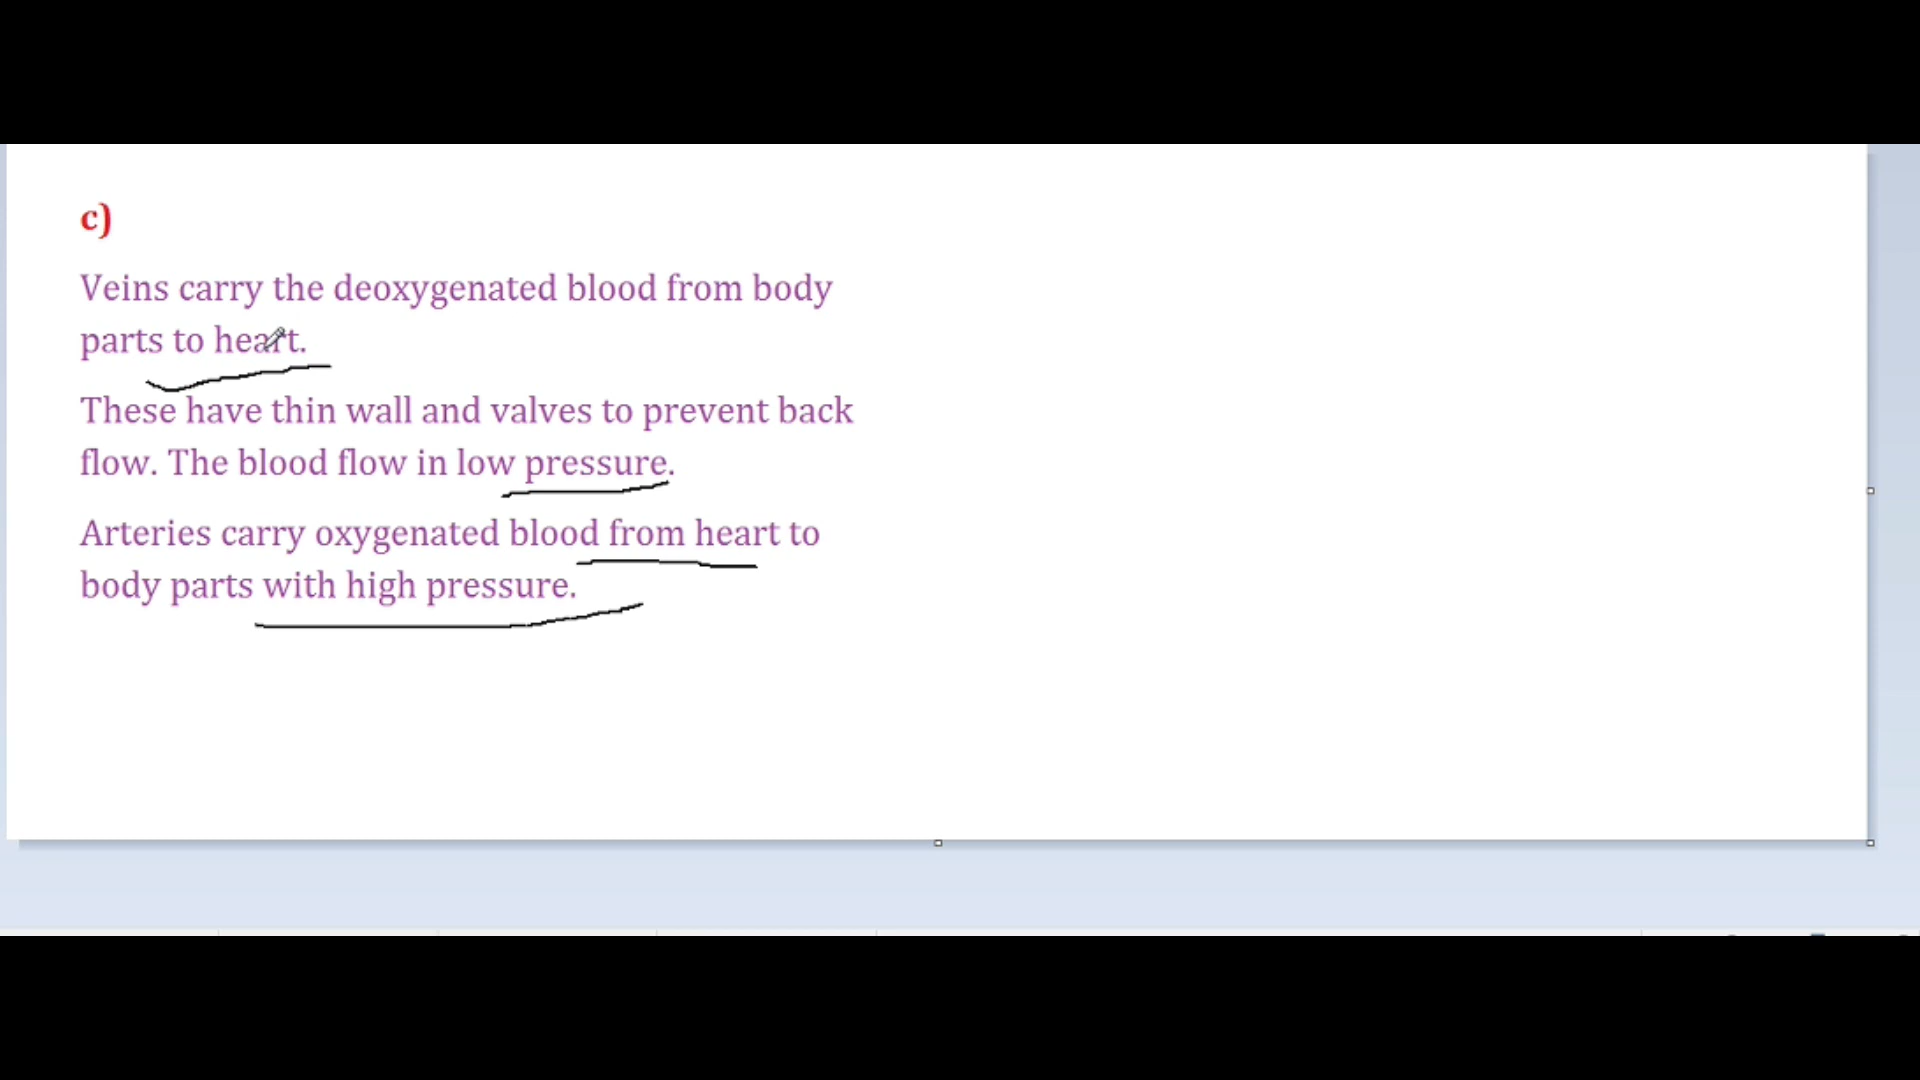 c)
Veins carry the deoxygenated blood from body
parts to heart.
These have thin wall and valves to prevent back
flow. The blood flow in low pressure.
Arteries carry oxygenated blood from heart to
body parts with high pressure.